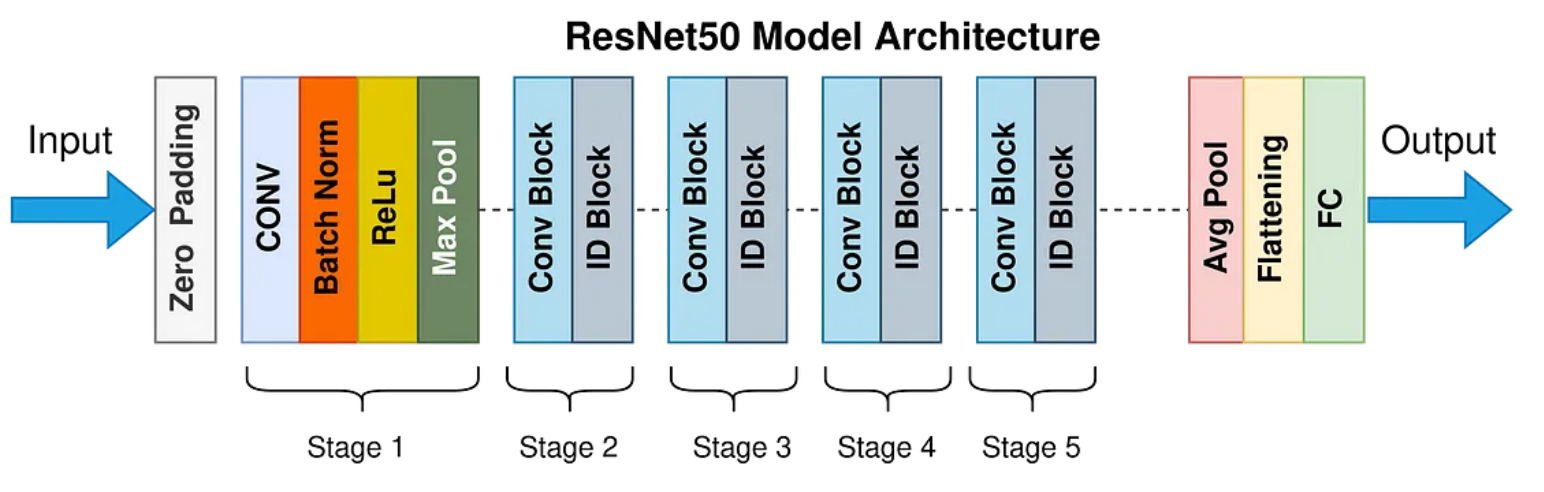 ResNet50 Model Architecture
Input
Zero Padding
CONV
Batch Norm
ReLu
Max Pool
Conv Block
ID Block
Conv Block
ID Block
Conv Block
ID Block
Conv Block
ID Block
Avg Pool
Flattening
FC
Output
Stage 1
Stage 2
Stage 3
Stage 4
Stage 5